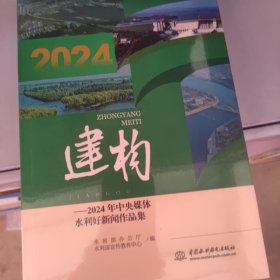 2024
ZHONGYANG
MEITI
建构
JIANGOU
——2024年中央媒体
水利好新闻作品集
水利部办公厅
水利部宣传教育中心 编
中国水利水电出版社